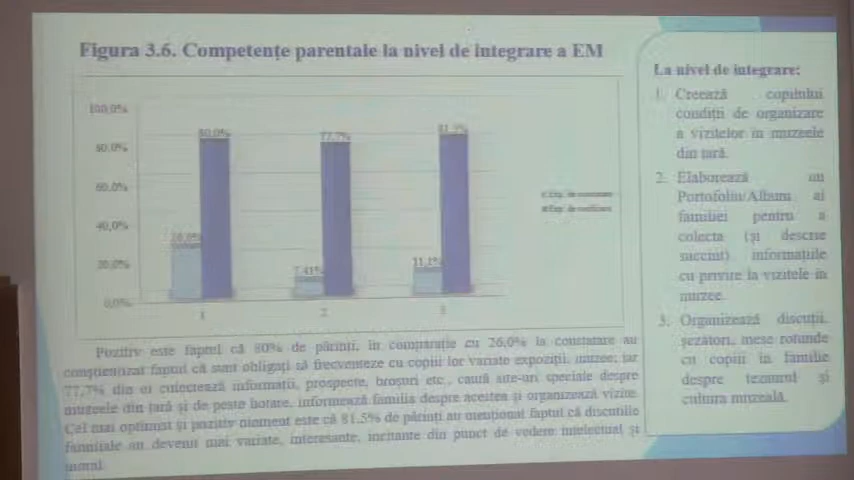 Figura 3.6. Competențe parentale la nivel de integrare a EM
100,0%
80,0%
60,0%
40,0%
20,0%
0,0%
80,0%
77,7%
81,5%
26,0%
7,41%
11,1%
1
2
3
Exp. de constatare
Pozitiv este faptul că 80% de părinți, în comparație cu 26,0% la constatare au
conștientizat faptul că sunt obligați să frecventeze cu copiii lor variate expoziții, muzee; iar
77,7% din ei colectează informații, prospecte, broșuri etc., caută site-uri speciale despre
muzeele din țară și de peste hotare, informează familia despre acestea și organizează vizite.
Cel mai optimist și pozitiv moment este că 81.5% de părinți au menționat faptul că discuțiile
familiale au devenit mai variate, interesante, incitante din punct de vedere intelectual și
moral.
La nivel de integrare:
1. Creează copilului
condiții de organizare
a vizitelor în muzeele
din țară.
2. Elaborează un
Portofoliu/Album al
familiei pentru a
colecta (și descrie
succint) informațiile
cu privire la vizitele în
muzee.
3. Organizează discuții,
șezători, mese rotunde
cu copiii în familie
despre tezaurul și
cultura muzeală.